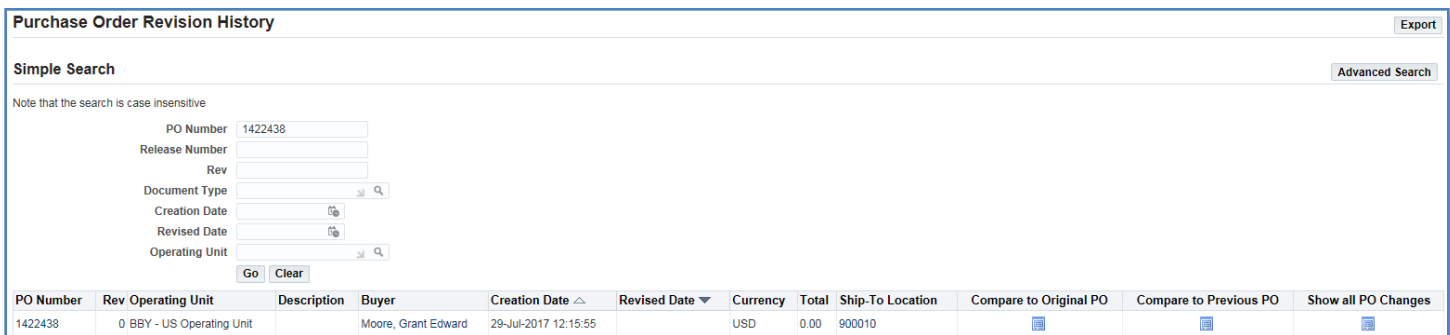 Purchase Order Revision History
Export
Simple Search
Advanced Search
Note that the search is case insensitive
PO Number 1422438
Release Number
Rev
Document Type
Creation Date
Revised Date
Operating Unit
Go Clear
PO Number Rev Operating Unit Description Buyer Creation Date Revised Date Currency Total Ship-To Location Compare to Original PO Compare to Previous PO Show all PO Changes
1422438 0 BBY - US Operating Unit Moore, Grant Edward 29-Jul-2017 12:15:55 USD 0.00 900010